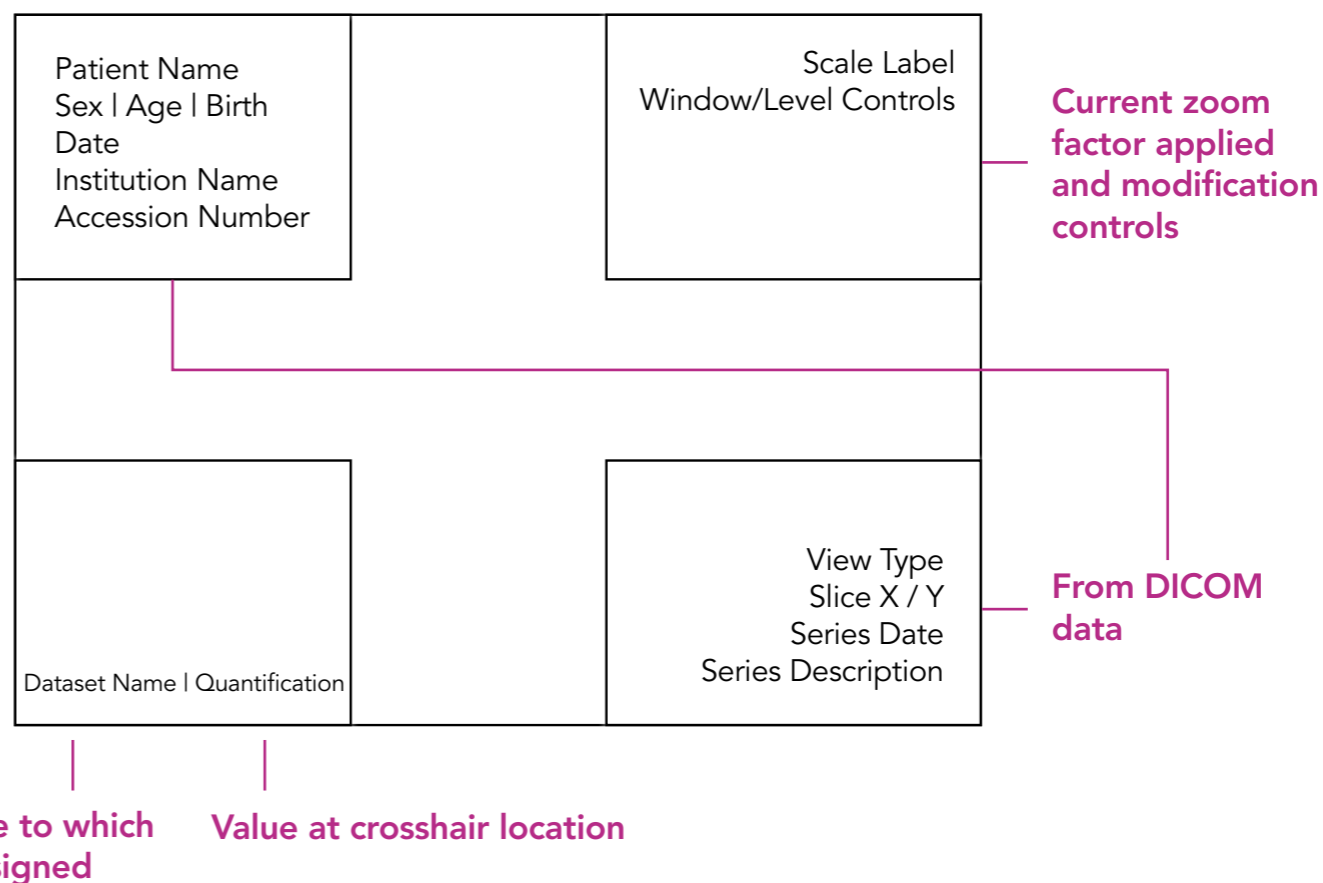 Patient Name
Sex | Age | Birth
Date
Institution Name
Accession Number
Scale Label
Window/Level Controls
Current zoom
factor applied
and modification
controls
View Type
Slice X / Y
Series Date
Series Description
From DICOM
data
Dataset Name | Quantification
to which
Value at crosshair location